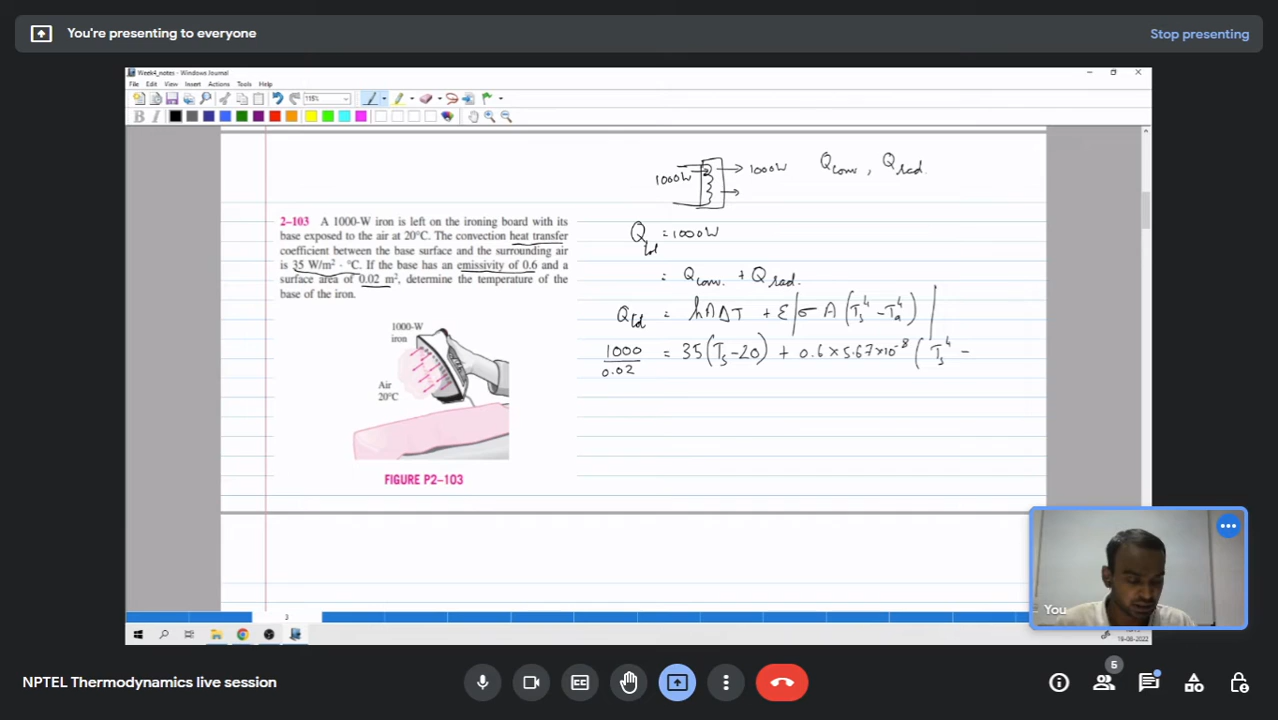 You're presenting to everyone
Stop presenting
Week4_notes - Windows Journal
File Edit View Insert Actions Tools Help
115%
B I
1000W
1000W
Qconv, Qrad.
2–103 A 1000-W iron is left on the ironing board with its
base exposed to the air at 20°C. The convection heat transfer
coefficient between the base surface and the surrounding air
is 35 W/m² · °C. If the base has an emissivity of 0.6 and a
surface area of 0.02 m², determine the temperature of the
base of the iron.
= 1000W
= Qconv. + Qrad.
= hAΔT + ε σ A (Ts⁴ - Ta⁴)
1000/0.02 = 35(Ts - 20) + 0.6 × 5.67×10⁻⁸ (Ts⁴ -
1000-W
iron
Air
20°C
FIGURE P2–103
3
You
19-08-2022
NPTEL Thermodynamics live session
5